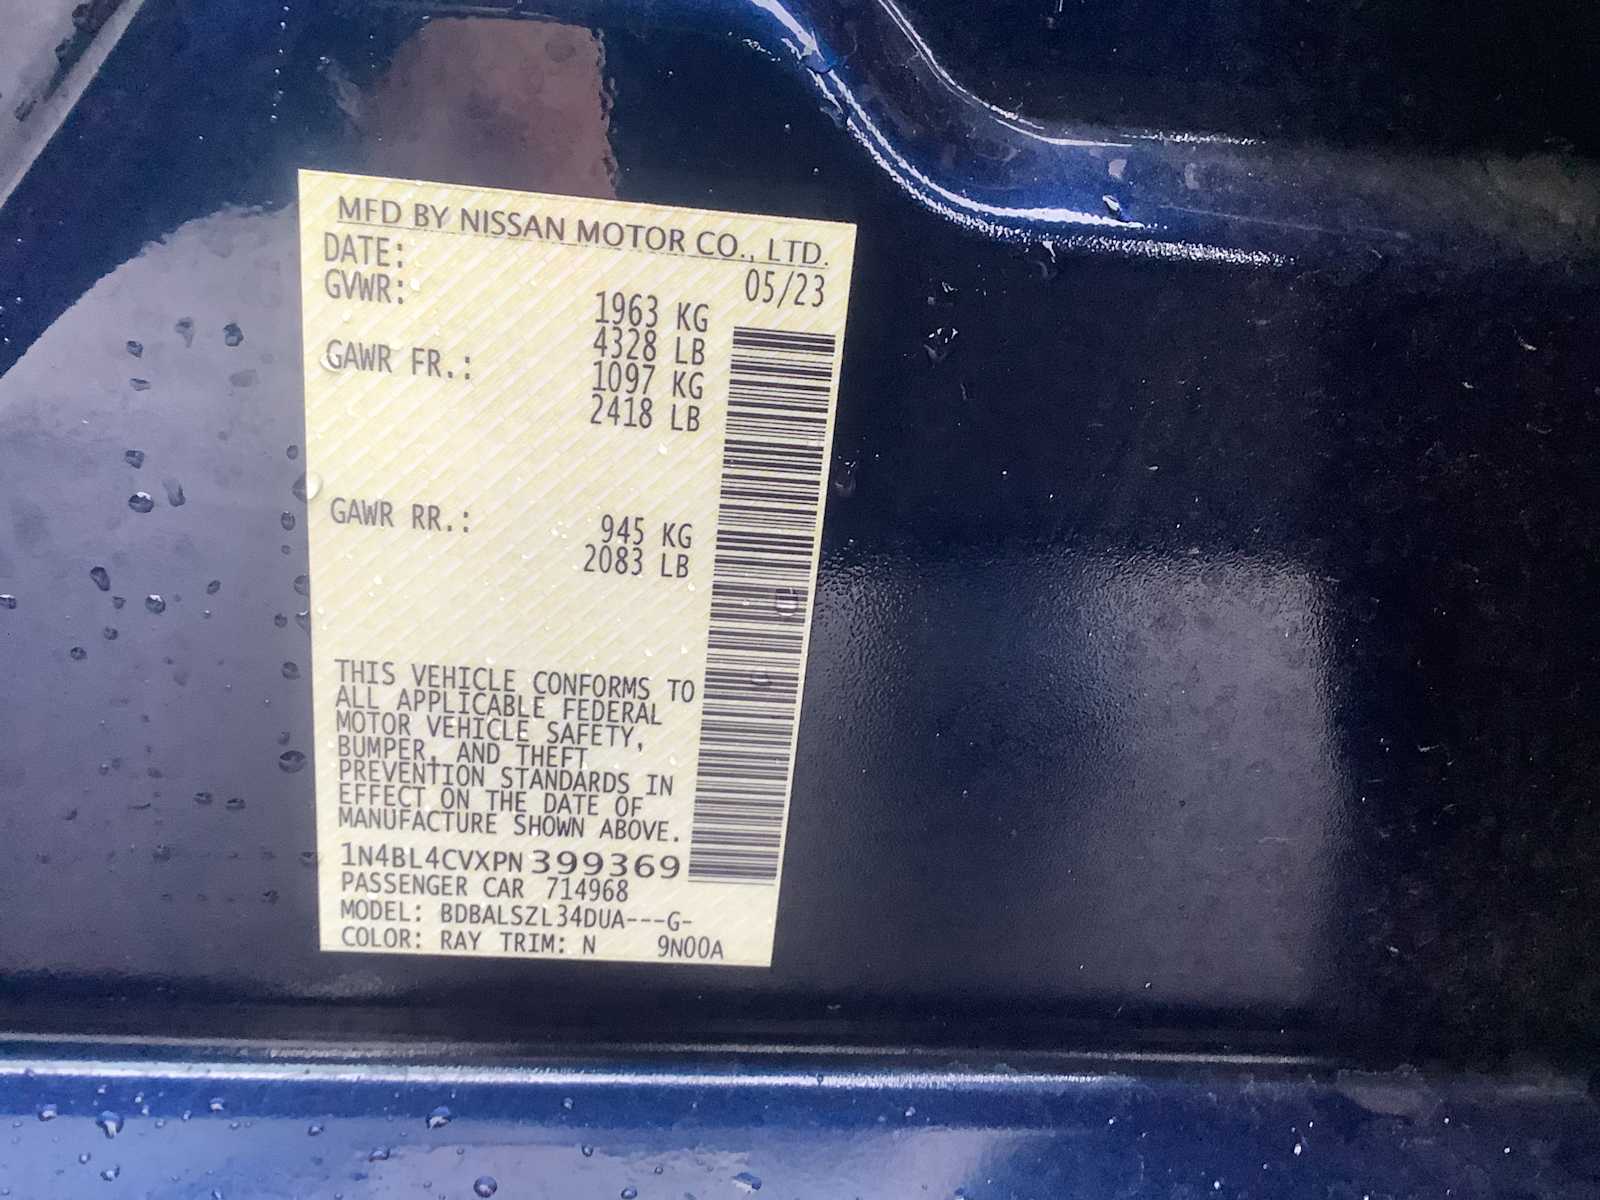 MFD BY NISSAN MOTOR CO., LTD.
DATE: 05/23
GVWR: 1963 KG
4328 LB
GAWR FR.: 1097 KG
2418 LB
GAWR RR.: 945 KG
2083 LB
THIS VEHICLE CONFORMS TO
ALL APPLICABLE FEDERAL
MOTOR VEHICLE SAFETY,
BUMPER, AND THEFT
PREVENTION STANDARDS IN
EFFECT ON THE DATE OF
MANUFACTURE SHOWN ABOVE.
1N4BL4CVXPN399369
PASSENGER CAR 714968
MODEL: BDBALSZL34DUA---G-
COLOR: RAY TRIM: N 9N00A